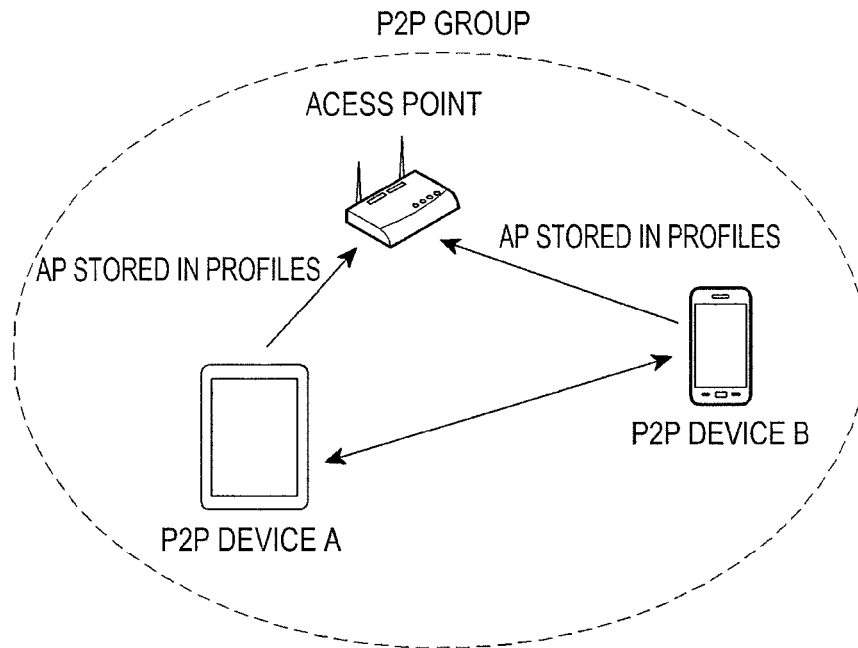 P2P GROUP
ACESS POINT
AP STORED IN PROFILES
AP STORED IN PROFILES
P2P DEVICE B
P2P DEVICE A